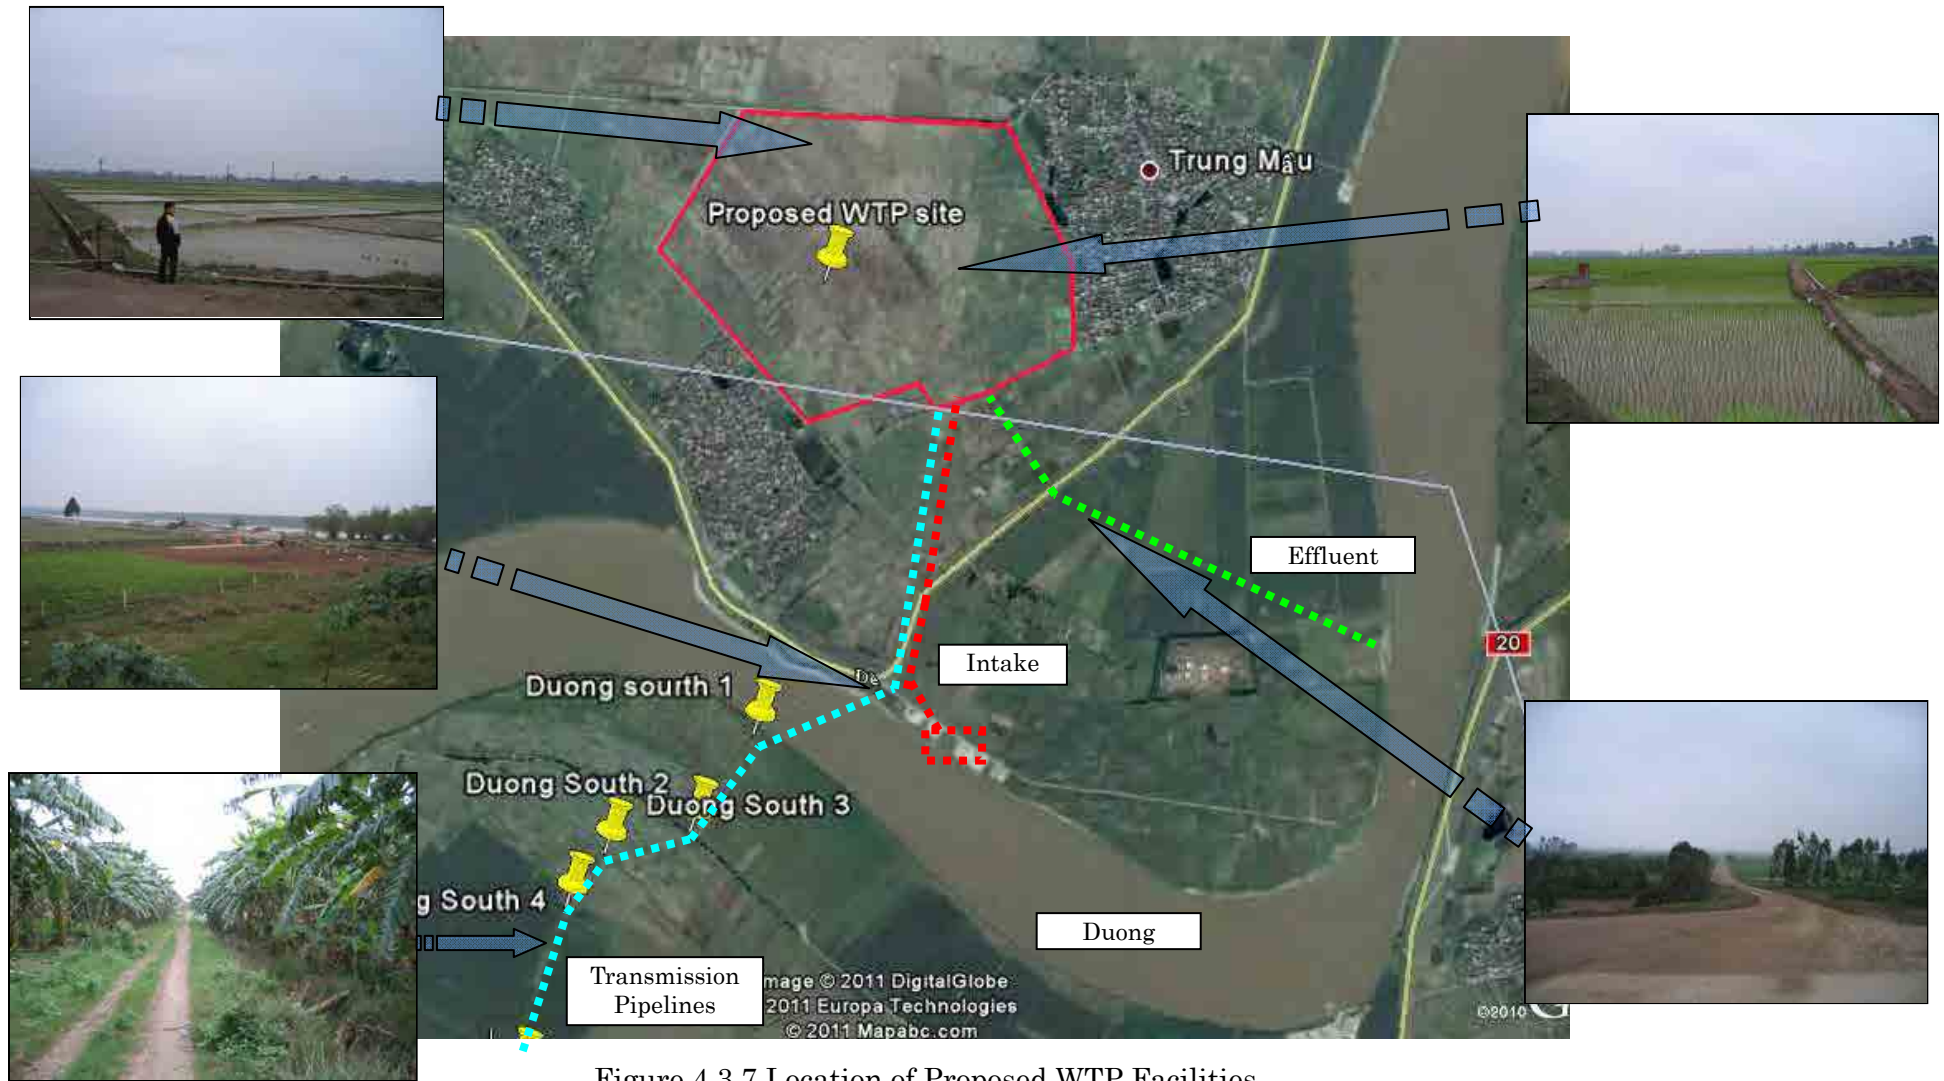 Trung Mậu
Proposed WTP site
Effluent
20
Intake
De
Duong sourth 1
Duong South 2
Duong South 3
g South 4
Duong
Transmission
Pipelines
mage © 2011 DigitalGlobe
2011 Europa Technologies
© 2011 Mapabc.com
©2010 G
Figure 4.3.7 Location of Proposed WTP Facilities